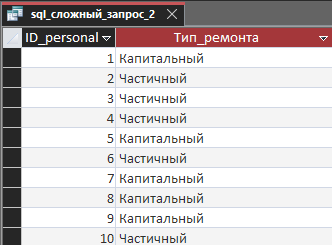 sql_сложный_запрос_2
ID_personal Тип_ремонта
1 Капитальный
2 Частичный
3 Частичный
4 Частичный
5 Капитальный
6 Частичный
7 Капитальный
8 Капитальный
9 Капитальный
10 Частичный